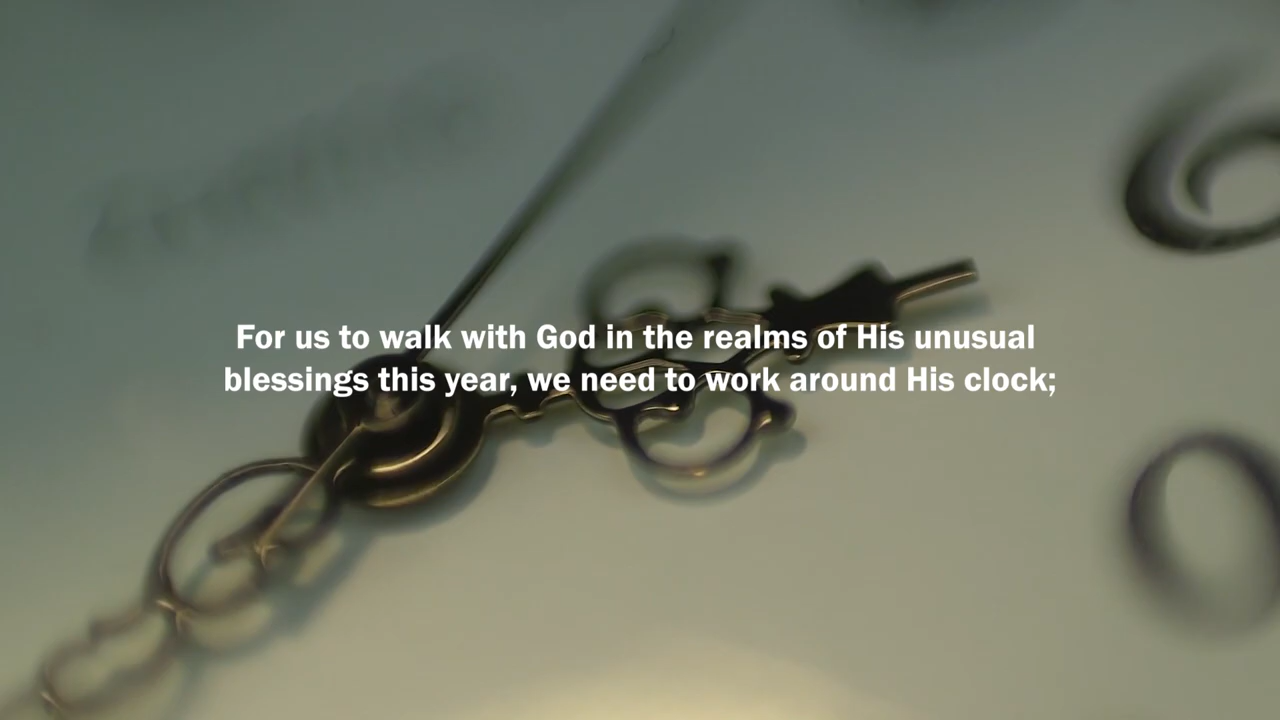 For us to walk with God in the realms of His unusual
blessings this year, we need to work around His clock;